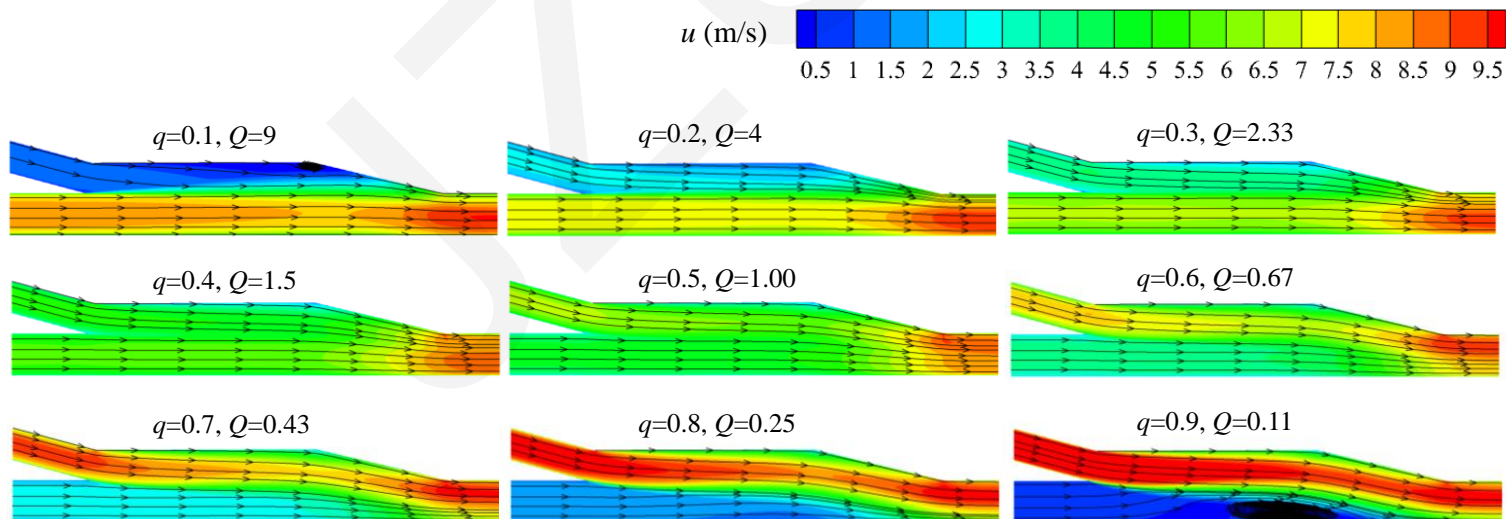 u (m/s)
0.5 1 1.5 2 2.5 3 3.5 4 4.5 5 5.5 6 6.5 7 7.5 8 8.5 9 9.5
q=0.1, Q=9
q=0.2, Q=4
q=0.3, Q=2.33
q=0.4, Q=1.5
q=0.5, Q=1.00
q=0.6, Q=0.67
q=0.7, Q=0.43
q=0.8, Q=0.25
q=0.9, Q=0.11